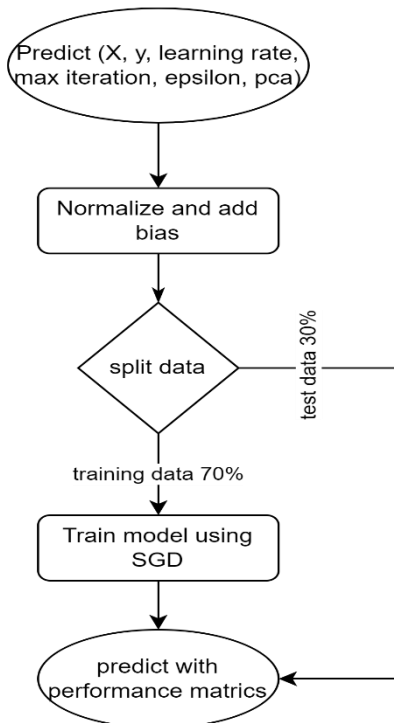 Predict (X, y, learning rate,
max iteration, epsilon, pca)
Normalize and add
bias
split data
test data 30%
training data 70%
Train model using
SGD
predict with
performance matrics